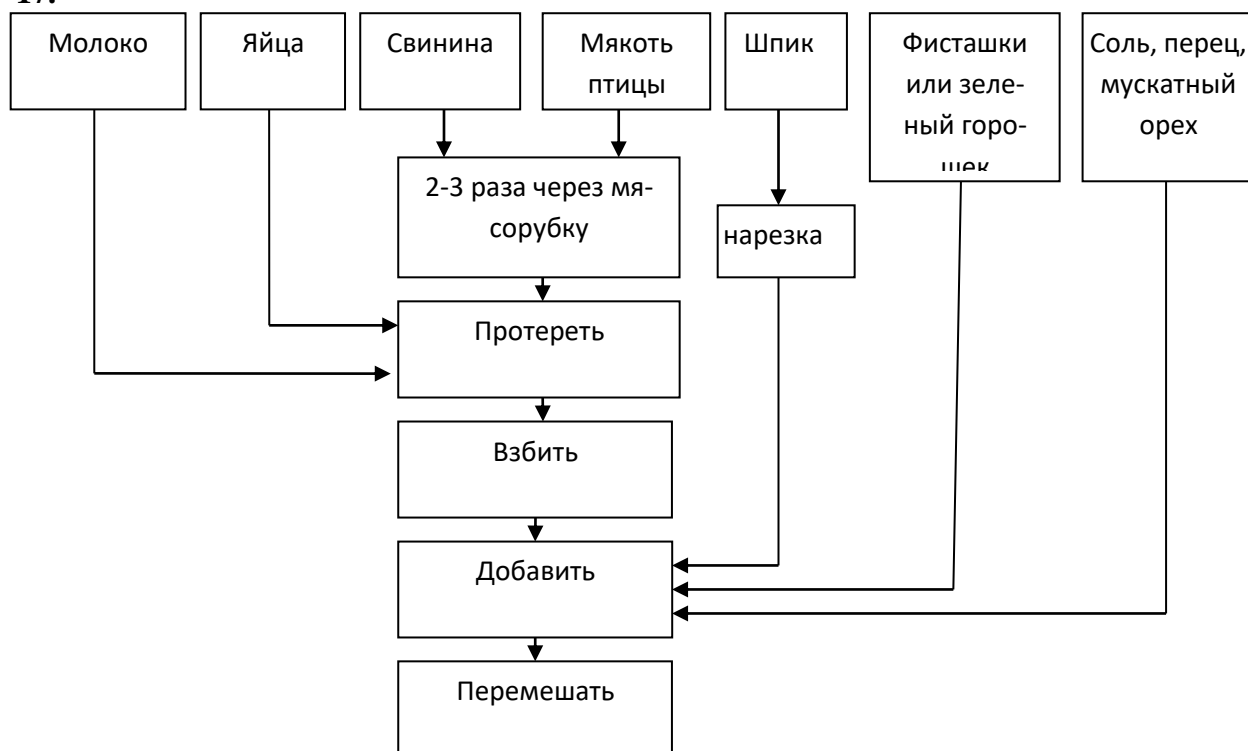 Молоко
Яйца
Свинина
Мякоть
птицы
Шпик
Фисташки
или зеле-
ный горо-
шек
Соль, перец,
мускатный
орех
2-3 раза через мя-
сорубку
нарезка
Протереть
Взбить
Добавить
Перемешать